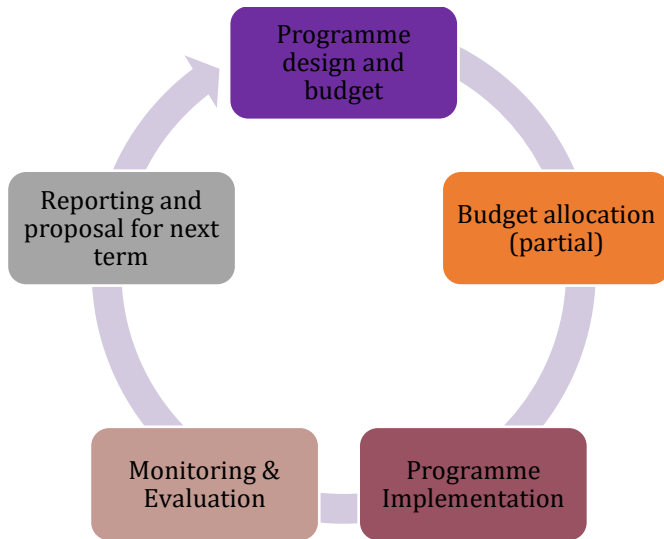 Programme
design and
budget
Budget allocation
(partial)
Programme
Implementation
Monitoring &
Evaluation
Reporting and
proposal for next
term